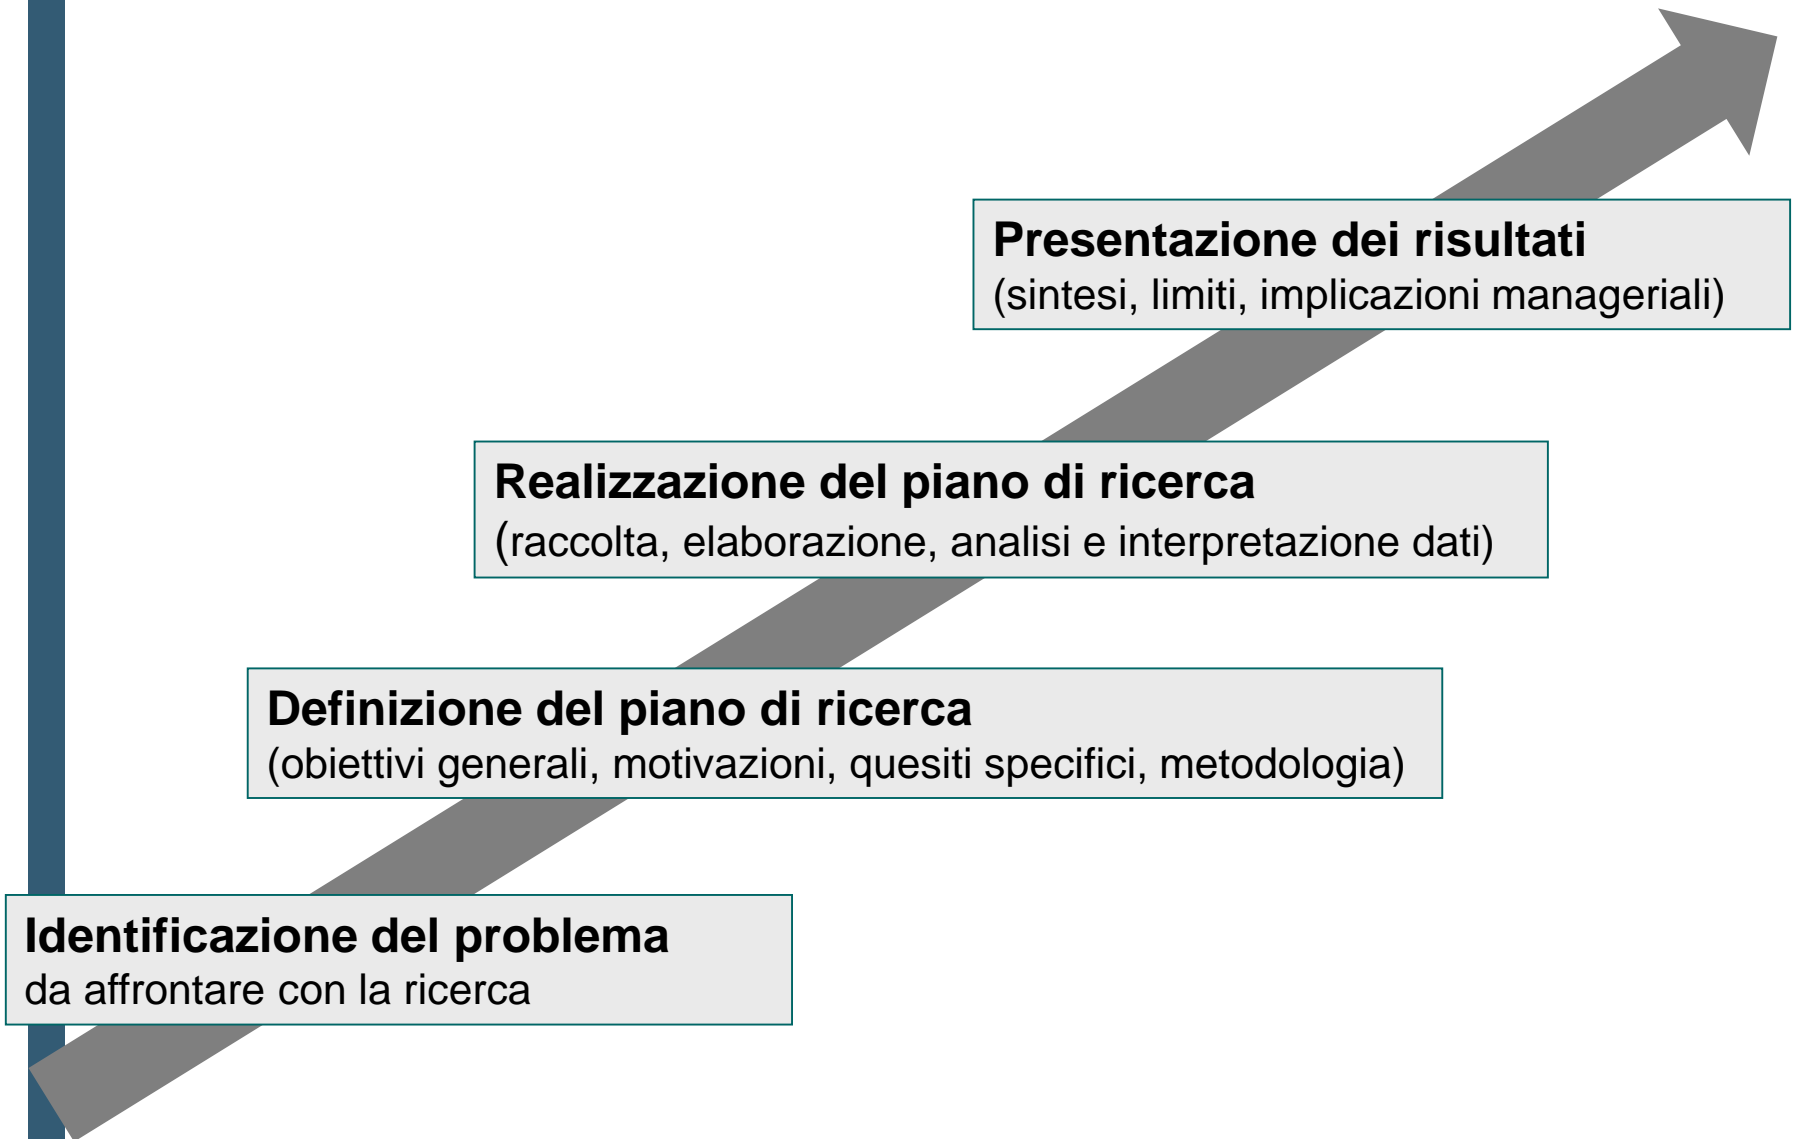 Presentazione dei risultati
(sintesi, limiti, implicazioni manageriali)
Realizzazione del piano di ricerca
(raccolta, elaborazione, analisi e interpretazione dati)
Definizione del piano di ricerca
(obiettivi generali, motivazioni, quesiti specifici, metodologia)
Identificazione del problema
da affrontare con la ricerca